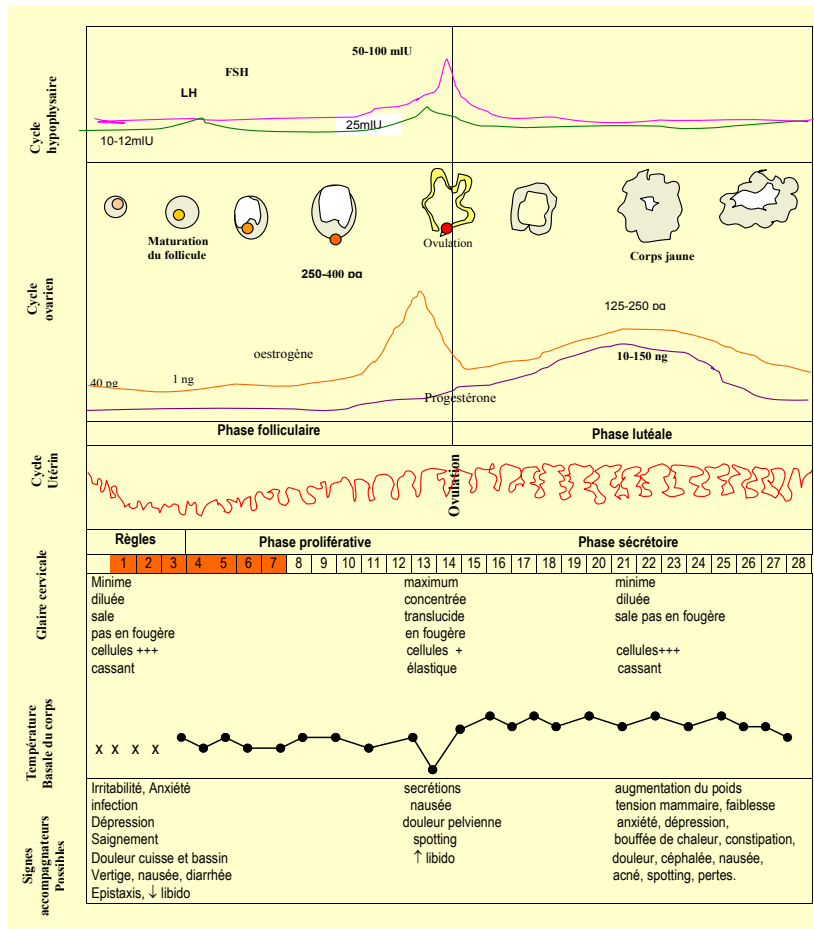 Cycle
hypophysaire
50-100 mlU
FSH
LH
25mlU
10-12mlU
Cycle
ovarien
Maturation
du follicule
Ovulation
Corps jaune
250-400 pg
125-250 pg
oestrogène
10-150 ng
40 pg
1 ng
Progestérone
Phase folliculaire
Phase lutéale
Cycle
Utérin
Ovulation
Règles
Phase proliférative
Phase sécrétoire
1 2 3 4 5 6 7 8 9 10 11 12 13 14 15 16 17 18 19 20 21 22 23 24 25 26 27 28
Glaire cervicale
Minime
diluée
sale
pas en fougère
cellules +++
cassant
maximum
concentrée
translucide
en fougère
cellules +
élastique
minime
diluée
sale pas en fougère
cellules+++
cassant
Température
Basale du corps
x x x x
Signes
accompagnateurs
Possibles
Irritabilité, Anxiété
infection
Dépression
Saignement
Douleur cuisse et bassin
Vertige, nausée, diarrhée
Epistaxis, ↓ libido
secrétions
nausée
douleur pelvienne
spotting
↑ libido
augmentation du poids
tension mammaire, faiblesse
anxiété, dépression,
bouffée de chaleur, constipation,
douleur, céphalée, nausée,
acné, spotting, pertes.